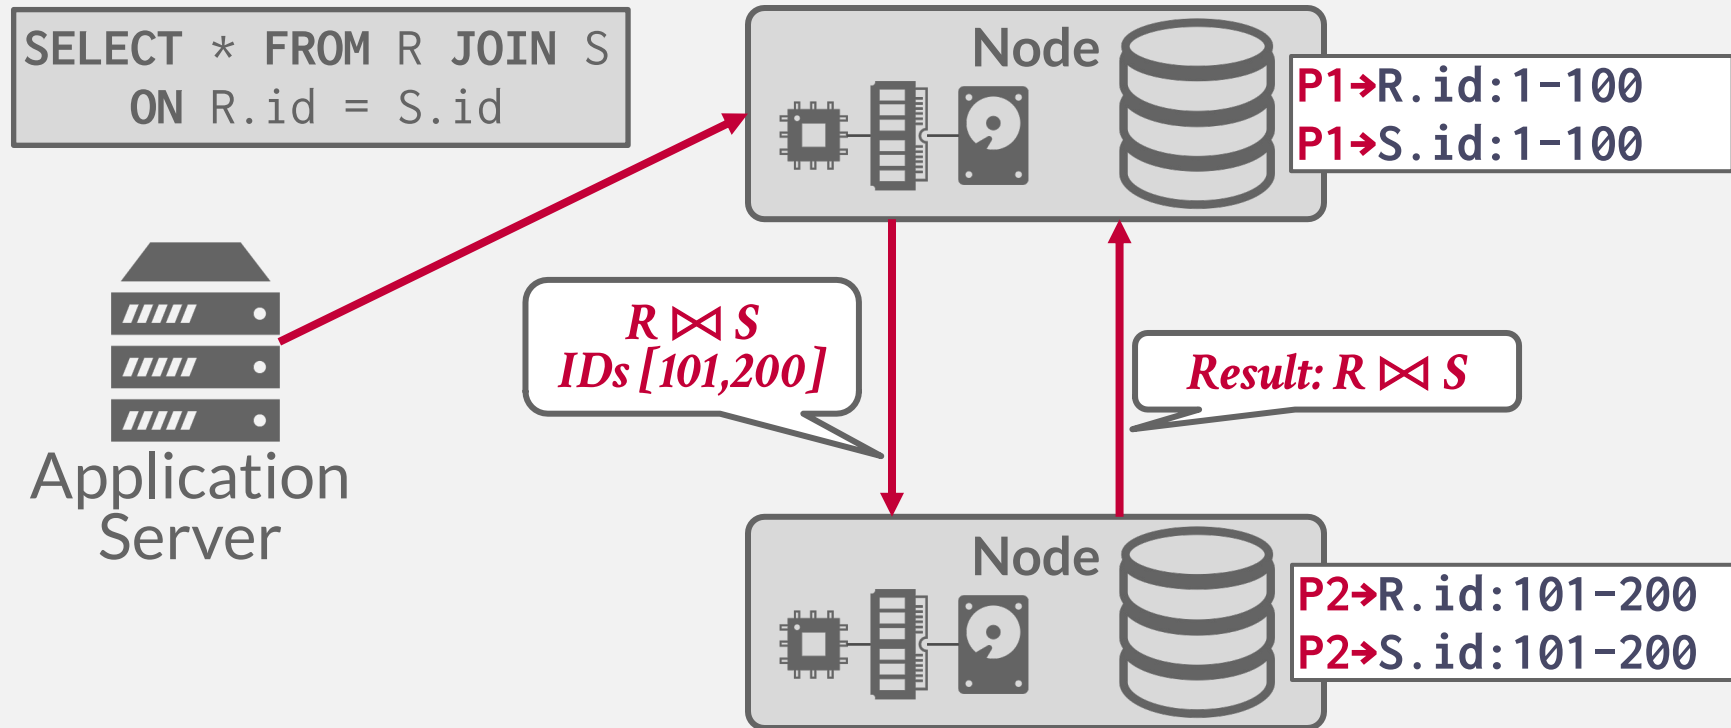 SELECT * FROM R JOIN S
ON R.id = S.id
Node
P1→R.id:1-100
P1→S.id:1-100
Application
Server
R ⋈ S
IDs [101,200]
Result: R ⋈ S
Node
P2→R.id:101-200
P2→S.id:101-200